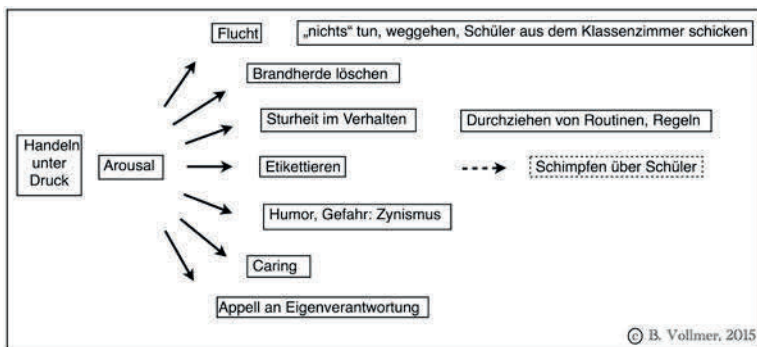 Flucht
„nichts“ tun, weggehen, Schüler aus dem Klassenzimmer schicken
Brandherde löschen
Sturheit im Verhalten
Durchziehen von Routinen, Regeln
Handeln
unter
Druck
Arousal
Etikettieren
Schimpfen über Schüler
Humor, Gefahr: Zynismus
Caring
Appell an Eigenverantwortung
© B. Vollmer, 2015